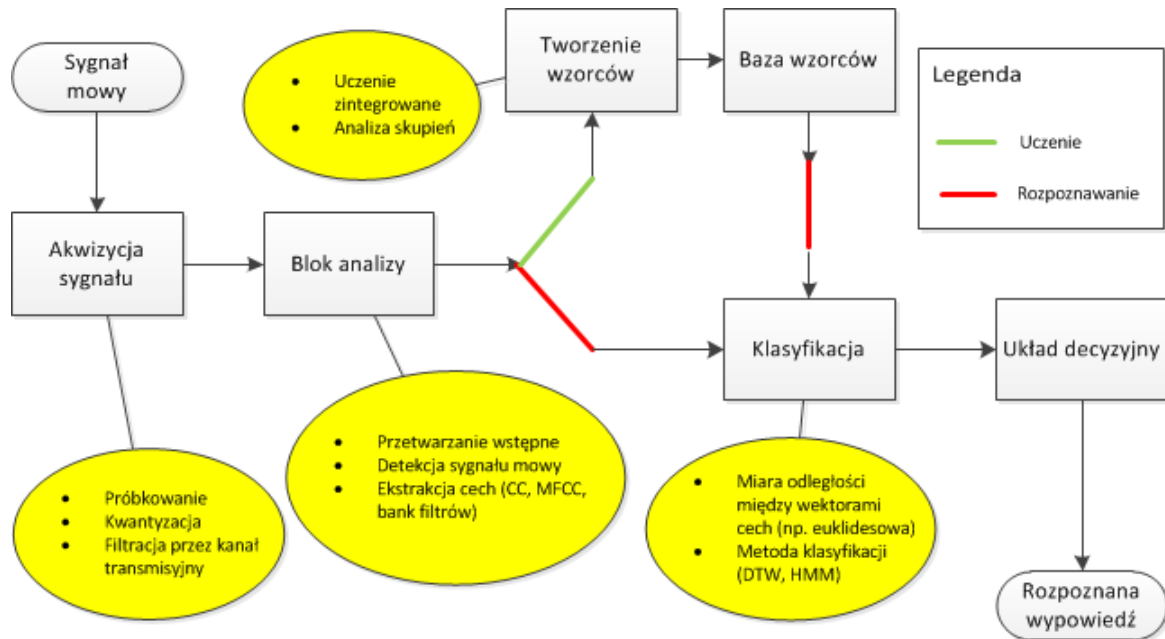 Sygnał
mowy
Uczenie
zintegrowane
Analiza skupień
Tworzenie
wzorców
Baza wzorców
Legenda
Uczenie
Rozpoznawanie
Akwizycja
sygnału
Blok analizy
Klasyfikacja
Układ decyzyjny
Próbkowanie
Kwantyzacja
Filtracja przez kanał
transmisyjny
Przetwarzanie wstępne
Detekcja sygnału mowy
Ekstrakcja cech (CC, MFCC,
bank filtrów)
Miara odległości
między wektorami
cech (np. euklidesowa)
Metoda klasyfikacji
(DTW, HMM)
Rozpoznana
wypowiedź